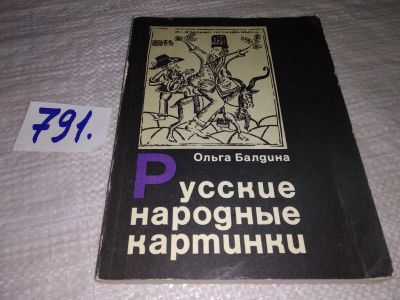 791.
Ольга Балдина
Русские
народные
картинки